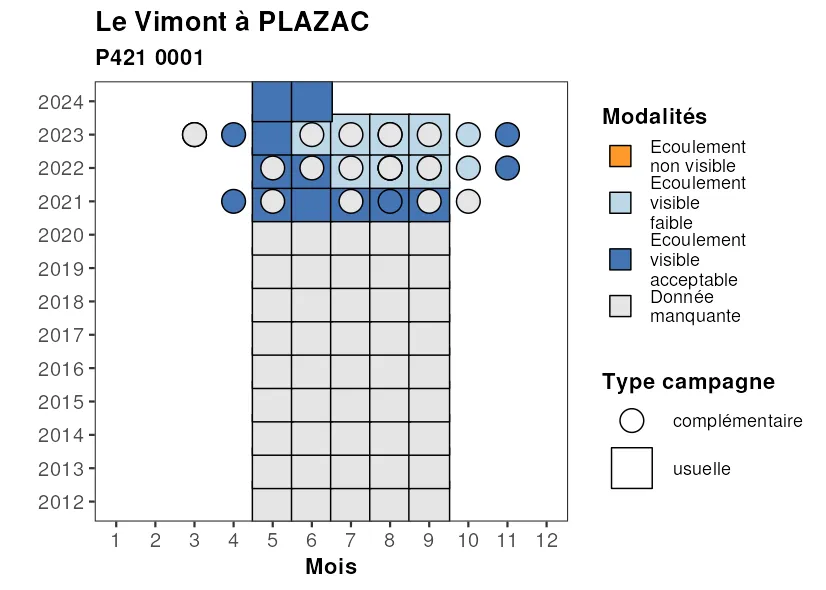 Le Vimont à PLAZAC
P421 0001
2024
2023
2022
2021
2020
2019
2018
2017
2016
2015
2014
2013
2012
1 2 3 4 5 6 7 8 9 10 11 12
Mois
Modalités
Ecoulement
non visible
Ecoulement
visible
faible
Ecoulement
visible
acceptable
Donnée
manquante
Type campagne
complémentaire
usuelle